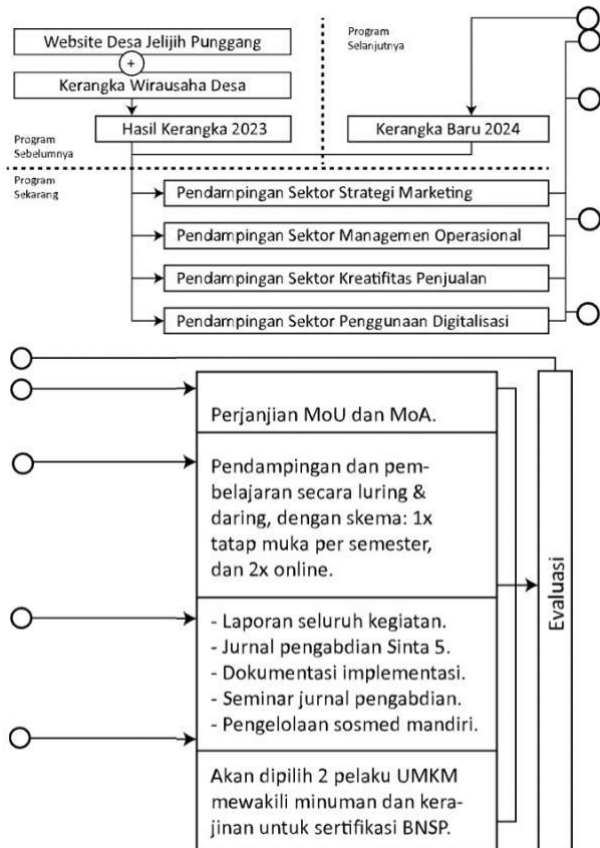 Website Desa Jelijih Punggang
+
Kerangka Wirausaha Desa
Hasil Kerangka 2023
Program
Sebelumnya
Program
Selanjutnya
Kerangka Baru 2024
Program
Sekarang
Pendampingan Sektor Strategi Marketing
Pendampingan Sektor Managemen Operasional
Pendampingan Sektor Kreatifitas Penjualan
Pendampingan Sektor Penggunaan Digitalisasi
Perjanjian MoU dan MoA.
Pendampingan dan pem-
belajaran secara luring &
daring, dengan skema: 1x
tatap muka per semester,
dan 2x online.
- Laporan seluruh kegiatan.
- Jurnal pengabdian Sinta 5.
- Dokumentasi implementasi.
- Seminar jurnal pengabdian.
- Pengelolaan sosmed mandiri.
Akan dipilih 2 pelaku UMKM
mewakili minuman dan kera-
jinan untuk sertifikasi BNSP.
Evaluasi